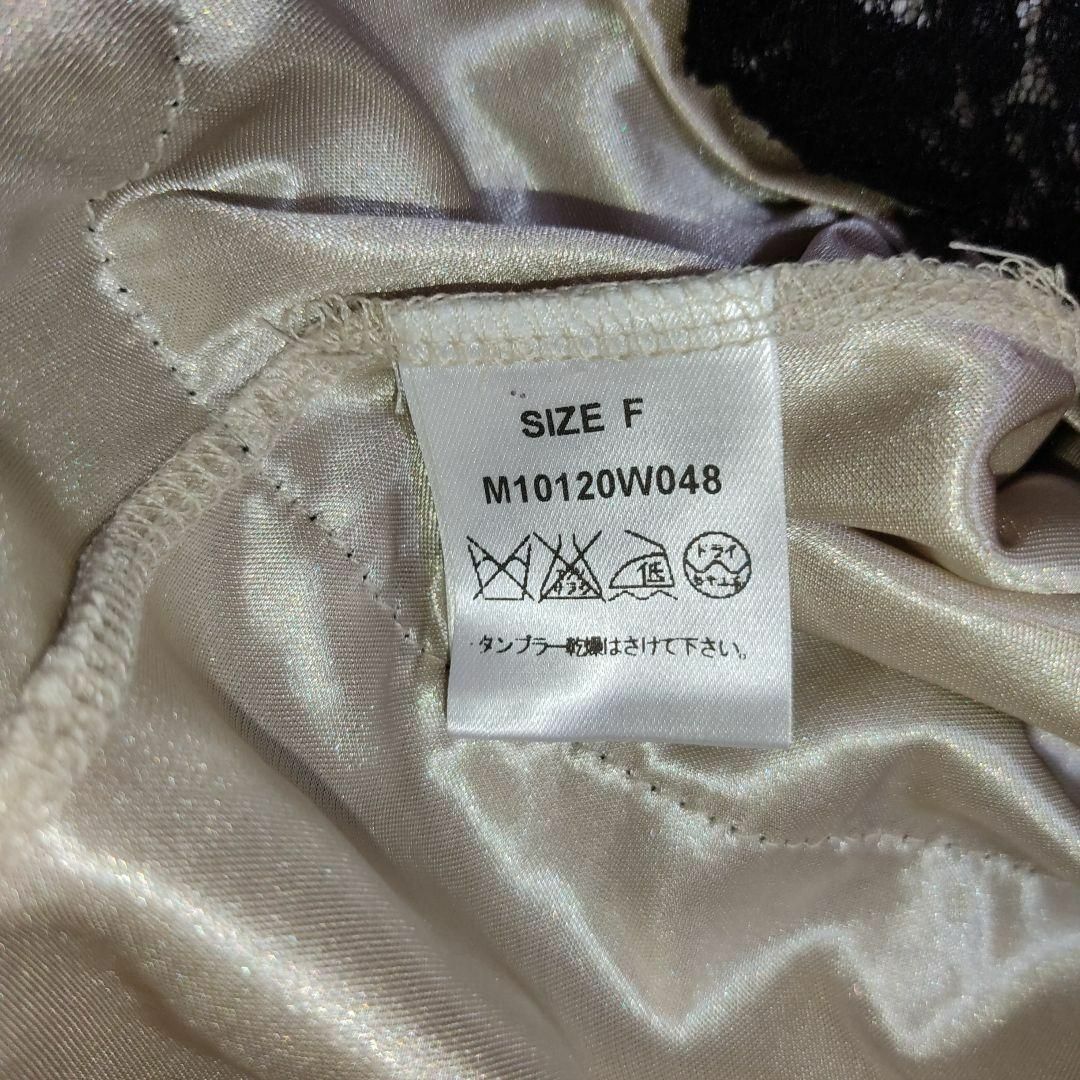 SIZE F
M10120W048
ドライ
タンブラー乾燥はさけて下さい。